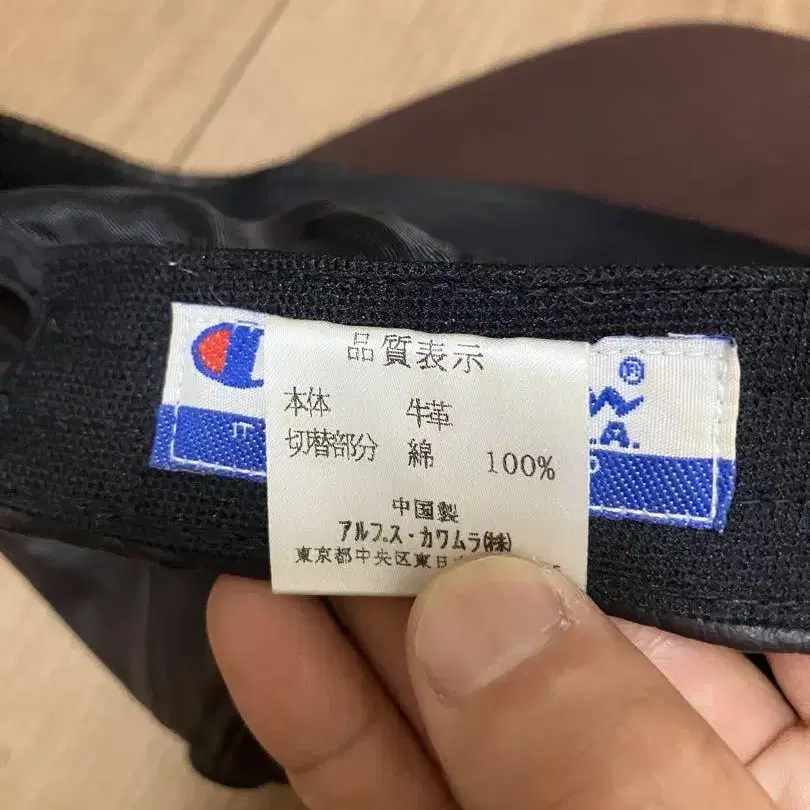 品質表示
本体 牛革
切替部分 綿 100%
中国製
アルプス・カワムラ(株)
東京都中央区東日
.A.